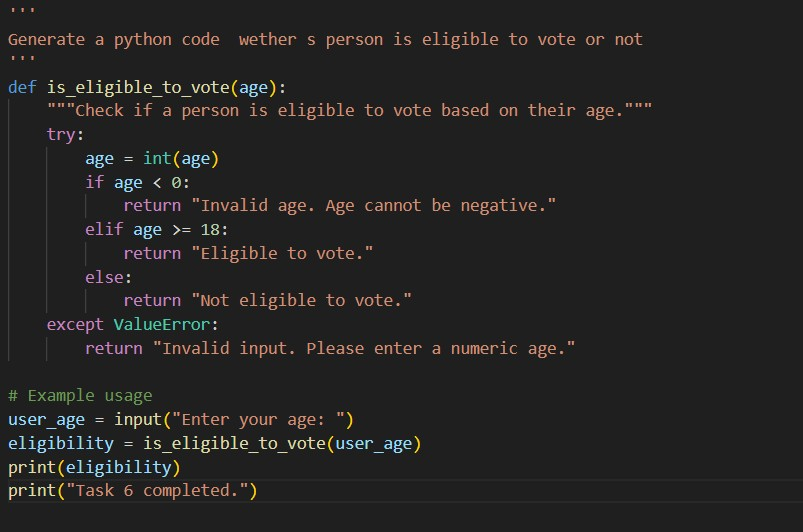 '''
Generate a python code  wether s person is eligible to vote or not
'''
def is_eligible_to_vote(age):
    """Check if a person is eligible to vote based on their age."""
    try:
        age = int(age)
        if age < 0:
            return "Invalid age. Age cannot be negative."
        elif age >= 18:
            return "Eligible to vote."
        else:
            return "Not eligible to vote."
    except ValueError:
        return "Invalid input. Please enter a numeric age."

# Example usage
user_age = input("Enter your age: ")
eligibility = is_eligible_to_vote(user_age)
print(eligibility)
print("Task 6 completed.")